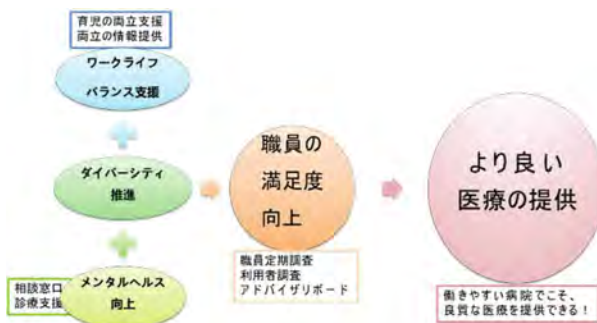 育児の両立支援
両立の情報提供
ワークライフ
バランス支援
ダイバーシティ
推進
メンタルヘルス
向上
相談窓口
診療支援
職員の
満足度
向上
職員定期調査
利用者調査
アドバイザリボード
より良い
医療の提供
働きやすい病院でこそ、
良質な医療を提供できる！